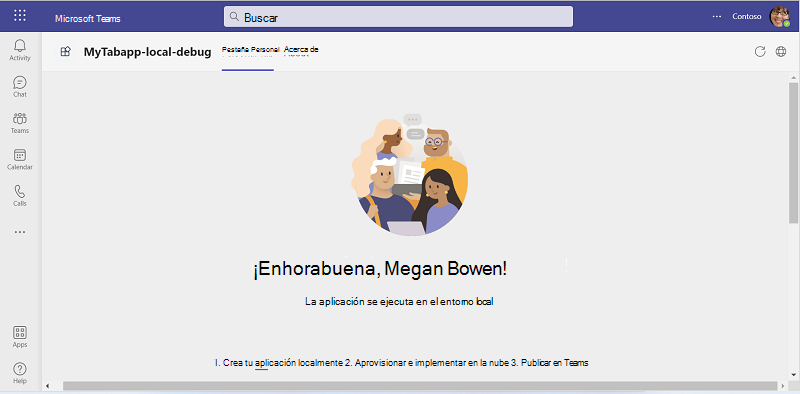 Microsoft Teams
Buscar
Contoso
MyTabapp-local-debug
Pestaña Personal
Acerca de
Activity
Chat
Teams
Calendar
Calls
Apps
Help
¡Enhorabuena, Megan Bowen!
La aplicación se ejecuta en el entorno local
1. Crea tu aplicación localmente 2. Aprovisionar e implementar en la nube 3. Publicar en Teams